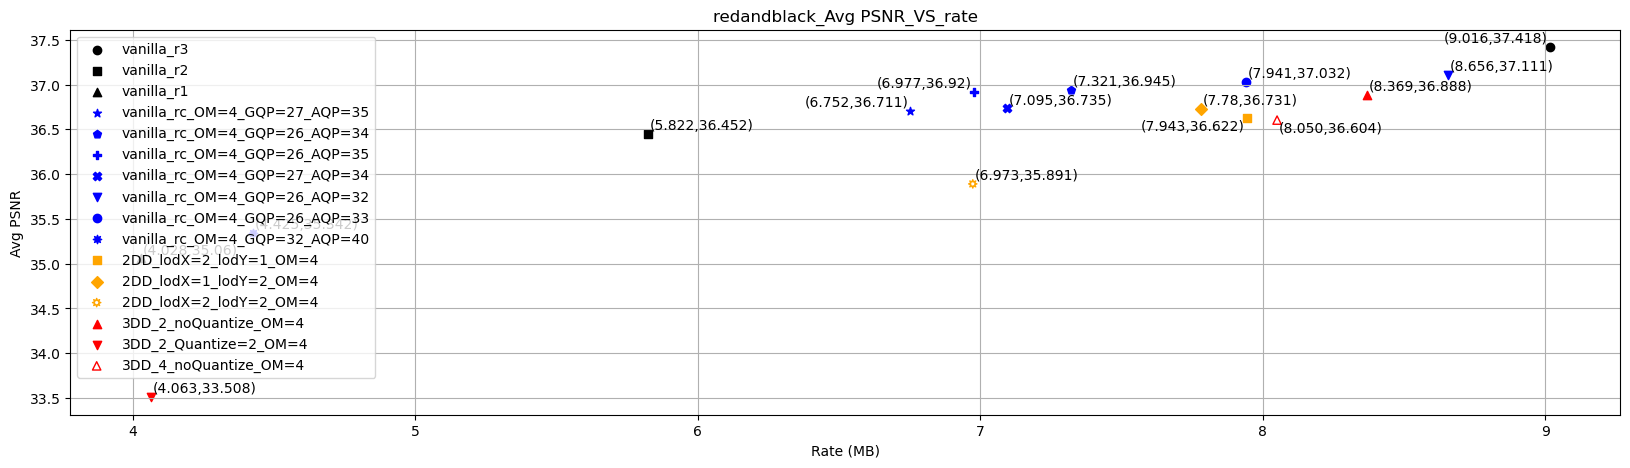 redandblack_Avg PSNR_VS_rate
Avg PSNR
37.5
37.0
36.5
36.0
35.5
35.0
34.5
34.0
33.5
vanilla_r3
vanilla_r2
vanilla_r1
vanilla_rc_OM=4_GQP=27_AQP=35
vanilla_rc_OM=4_GQP=26_AQP=34
vanilla_rc_OM=4_GQP=26_AQP=35
vanilla_rc_OM=4_GQP=27_AQP=34
vanilla_rc_OM=4_GQP=26_AQP=32
vanilla_rc_OM=4_GQP=26_AQP=33
vanilla_rc_OM=4_GQP=32_AQP=40
2DD_lodX=2_lodY=1_OM=4
2DD_lodX=1_lodY=2_OM=4
2DD_lodX=2_lodY=2_OM=4
3DD_2_noQuantize_OM=4
3DD_2_Quantize=2_OM=4
3DD_4_noQuantize_OM=4
(9.016,37.418)
(8.656,37.111)
(7.941,37.032)
(6.977,36.92)
(7.321,36.945)
(8.369,36.888)
(6.752,36.711)
(7.095,36.735)
(7.78,36.731)
(5.822,36.452)
(7.943,36.622)
(8.050,36.604)
(6.973,35.891)
(4.028,35.06)
(4.063,33.508)
4
5
6
7
8
9
Rate (MB)